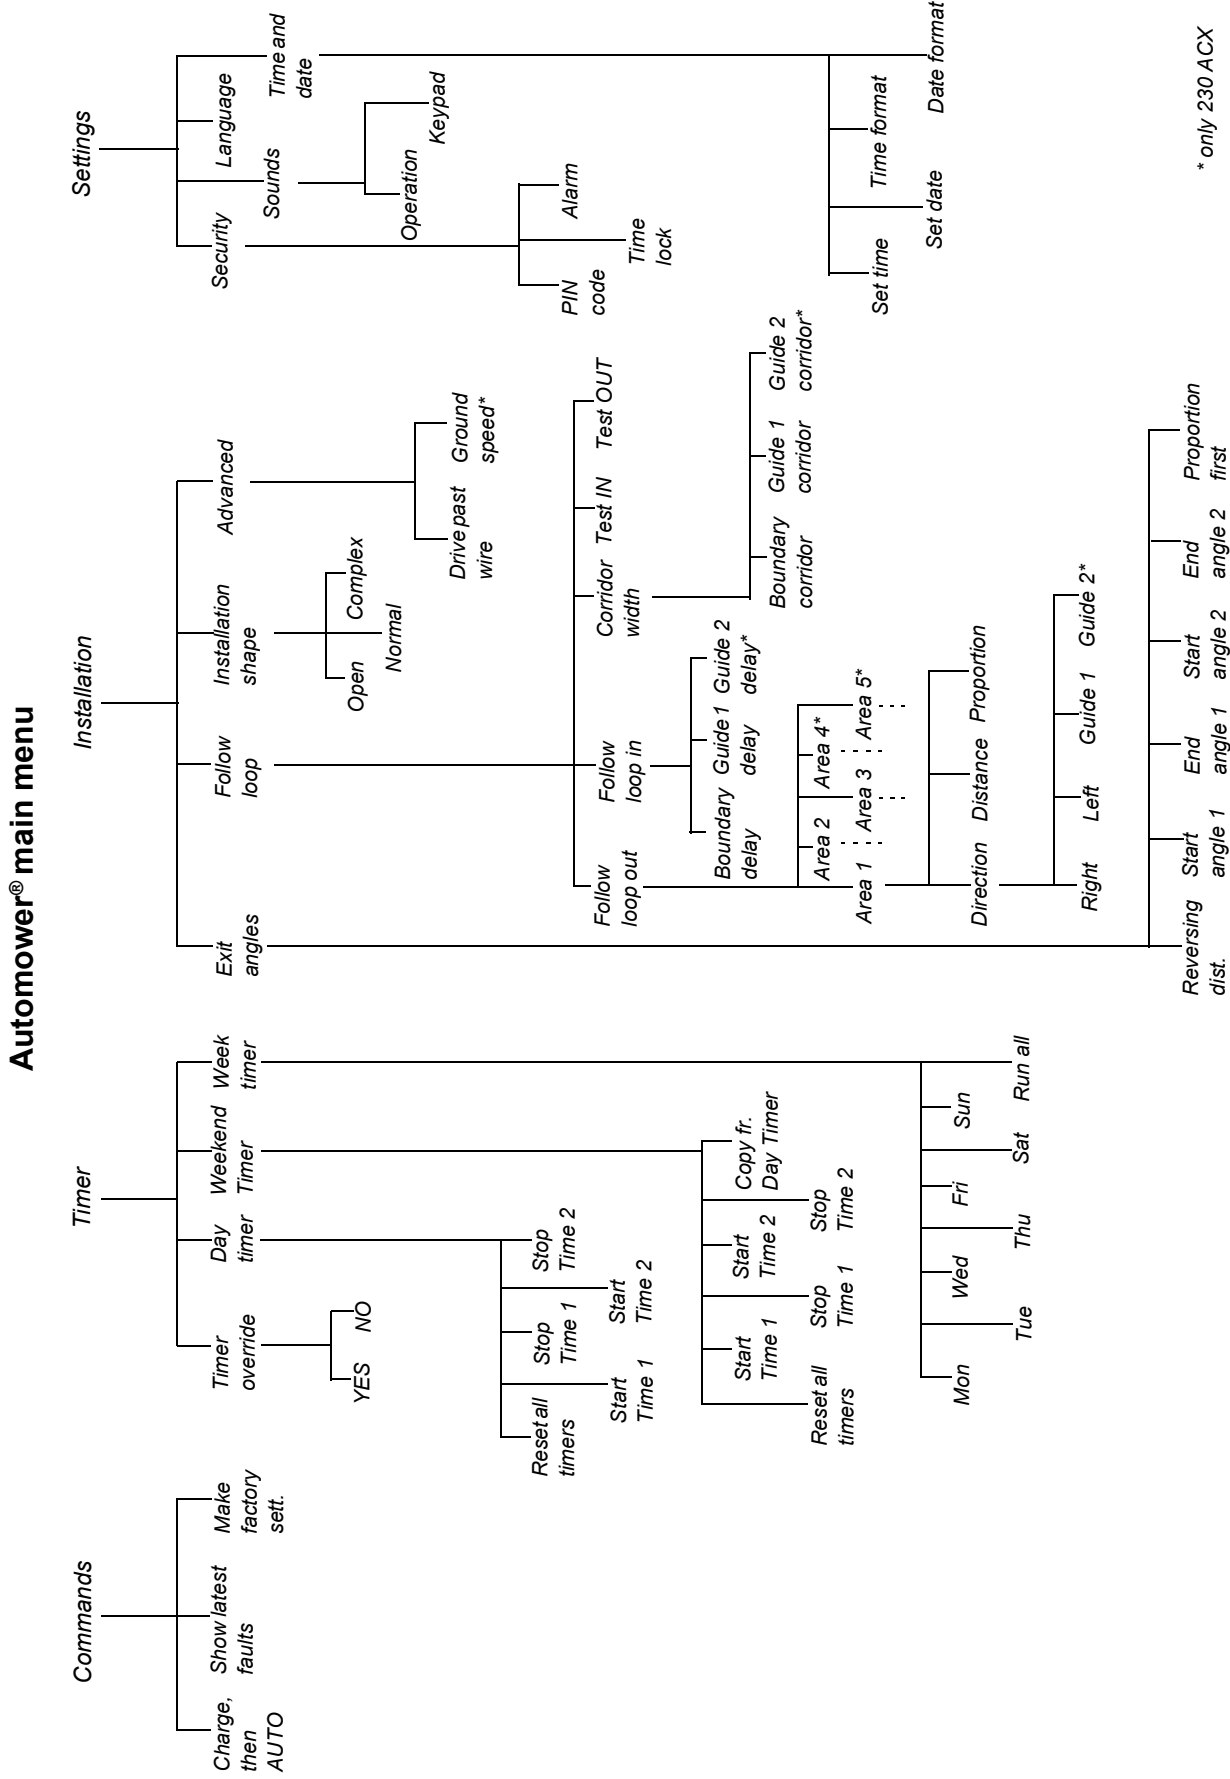 Automower® main menu
Commands
Charge,
then
AUTO
Show latest
faults
Make
factory
sett.
Timer
Timer
override
YES
NO
Day
timer
Reset all
timers
Start
Time 1
Stop
Time 1
Start
Time 2
Stop
Time 2
Weekend
Timer
Reset all
timers
Start
Time 1
Stop
Time 1
Start
Time 2
Stop
Time 2
Copy fr.
Day Timer
Week
timer
Mon
Tue
Wed
Thu
Fri
Sat
Sun
Run all
Installation
Exit
angles
Reversing
dist.
Start
angle 1
End
angle 1
Start
angle 2
End
angle 2
Proportion
first
Follow
loop
Follow
loop out
Area 1
Area 2
Area 3
Area 4*
Area 5*
Direction
Distance
Proportion
Right
Left
Guide 1
Guide 2*
Follow
loop in
Boundary
delay
Guide 1
delay
Guide 2
delay*
Corridor
width
Boundary
corridor
Guide 1
corridor
Guide 2
corridor*
Test IN
Test OUT
Installation
shape
Open
Normal
Complex
Advanced
Drive past
wire
Ground
speed*
Settings
Security
PIN
code
Time
lock
Alarm
Sounds
Operation
Keypad
Language
Time and
date
Set time
Set date
Time format
Date format
* only 230 ACX